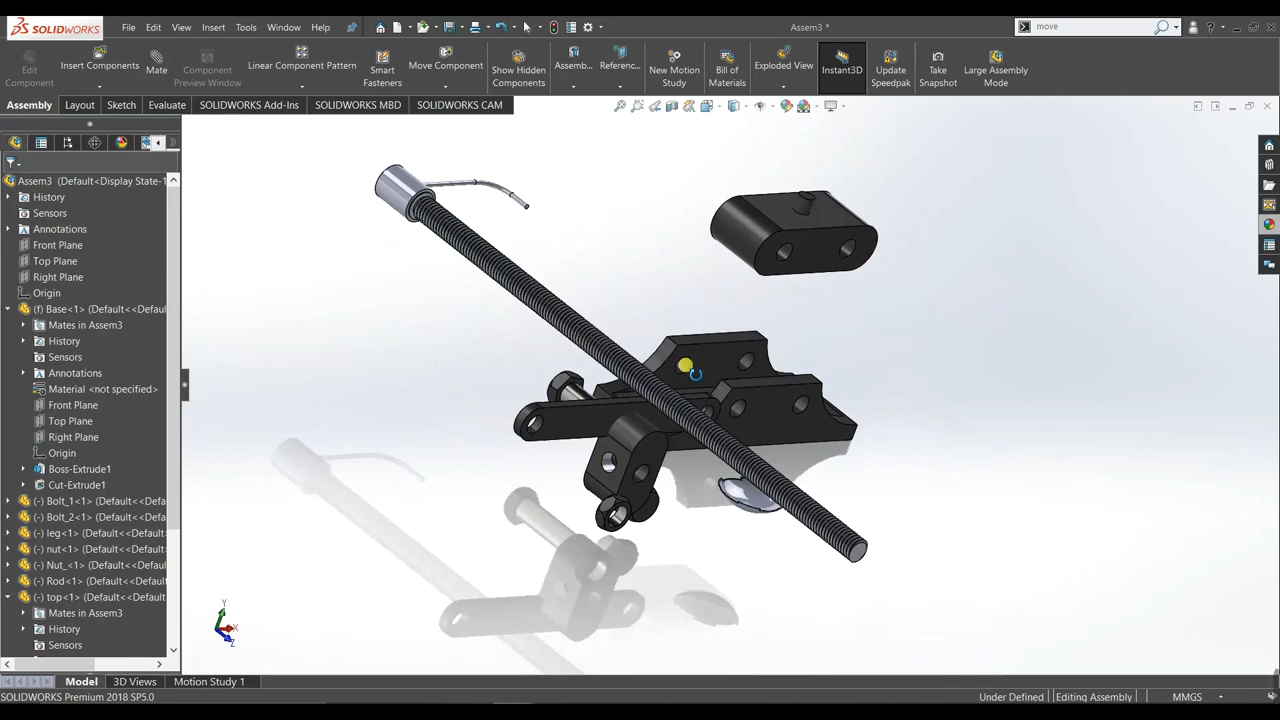 SOLIDWORKS
File Edit View Insert Tools Window Help
Assem3 *
move
Edit Component
Insert Components
Mate
Component Preview Window
Linear Component Pattern
Smart Fasteners
Move Component
Show Hidden Components
Assemb...
Referenc...
New Motion Study
Bill of Materials
Exploded View
Instant3D
Update Speedpak
Take Snapshot
Large Assembly Mode
Assembly Layout Sketch Evaluate SOLIDWORKS Add-Ins SOLIDWORKS MBD SOLIDWORKS CAM
Assem3 (Default<Display State-1
History
Sensors
Annotations
Front Plane
Top Plane
Right Plane
Origin
(f) Base<1> (Default<<Defaul
Mates in Assem3
History
Sensors
Annotations
Material <not specified>
Front Plane
Top Plane
Right Plane
Origin
Boss-Extrude1
Cut-Extrude1
(-) Bolt_1<1> (Default<<Defau
(-) Bolt_2<1> (Default<<Defau
(-) leg<1> (Default<<Default>
(-) nut<1> (Default<<Default>
(-) Nut_<1> (Default<<Default
(-) Rod<1> (Default<<Default
(-) top<1> (Default<<Default>
Mates in Assem3
History
Sensors
Y
X
Z
Model 3D Views Motion Study 1
SOLIDWORKS Premium 2018 SP5.0
Under Defined Editing Assembly MMGS